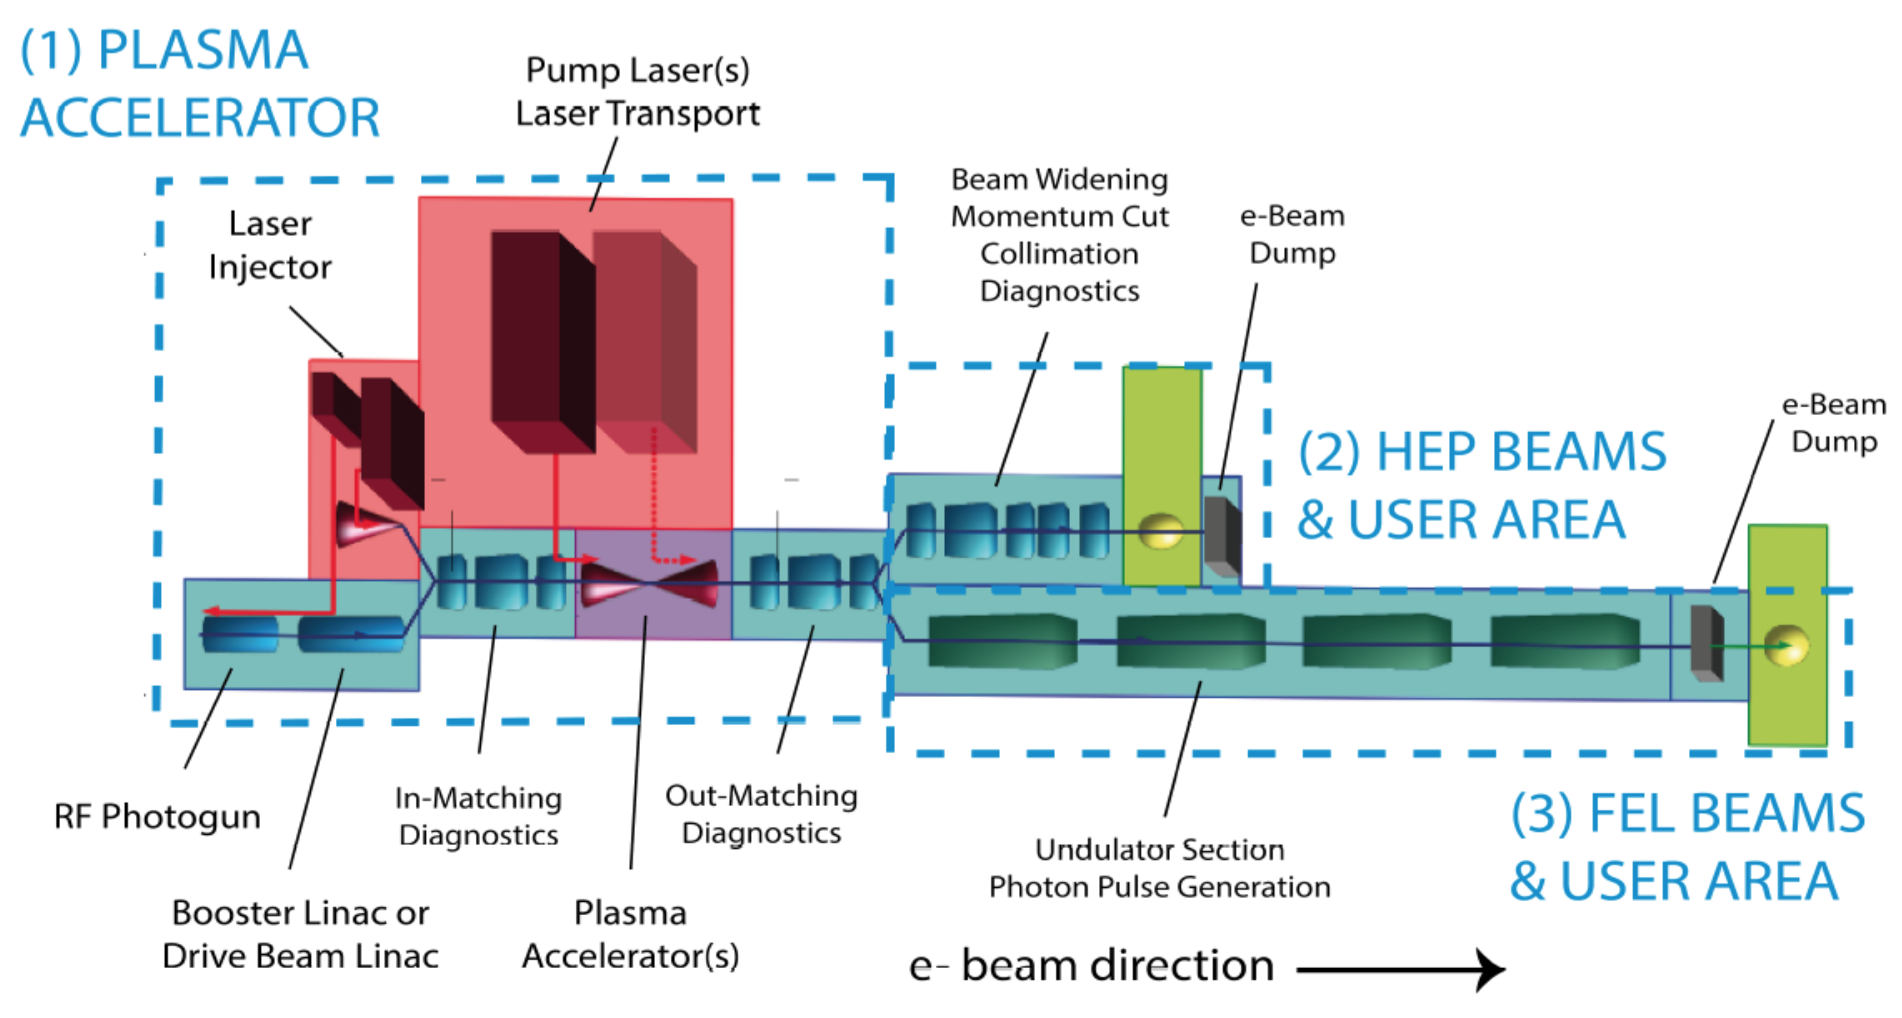 (1) PLASMA
ACCELERATOR
Pump Laser(s)
Laser Transport
Laser
Injector
Beam Widening
Momentum Cut
Collimation
Diagnostics
e-Beam
Dump
(2) HEP BEAMS
& USER AREA
e-Beam
Dump
RF Photogun
In-Matching
Diagnostics
Out-Matching
Diagnostics
Booster Linac or
Drive Beam Linac
Plasma
Accelerator(s)
Undulator Section
Photon Pulse Generation
(3) FEL BEAMS
& USER AREA
e- beam direction